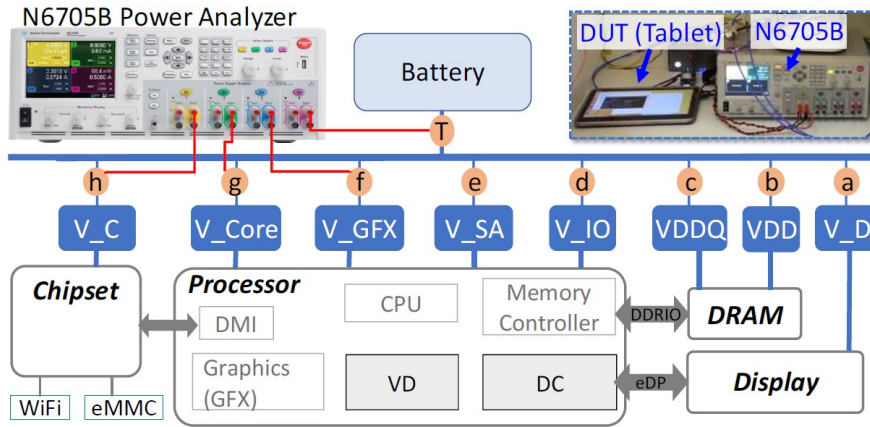 N6705B Power Analyzer
Battery
DUT (Tablet)
N6705B
T
h
g
f
e
d
c
b
a
V_C
V_Core
V_GFX
V_SA
V_IO
VDDQ
VDD
V_D
Chipset
Processor
CPU
Memory
Controller
DMI
DDRIO
DRAM
Graphics
(GFX)
VD
DC
eDP
Display
WiFi
eMMC